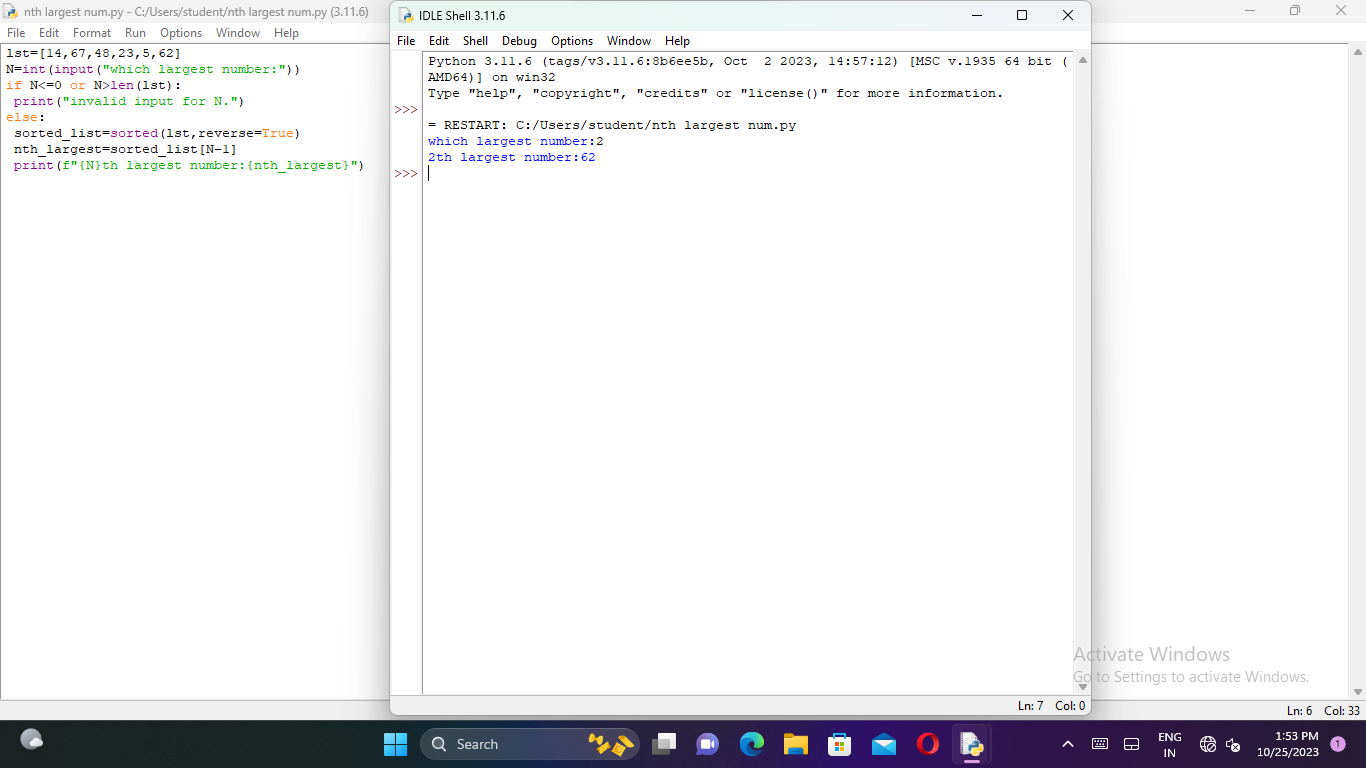 nth largest num.py - C:/Users/student/nth largest num.py (3.11.6)
File Edit Format Run Options Window Help
lst=[14,67,48,23,5,62]
N=int(input("which largest number:"))
if N<=0 or N>len(lst):
 print("invalid input for N.")
else:
 sorted_list=sorted(lst,reverse=True)
 nth_largest=sorted_list[N-1]
 print(f"{N}th largest number:{nth_largest}")
Ln: 6 Col: 33
IDLE Shell 3.11.6
File Edit Shell Debug Options Window Help
Python 3.11.6 (tags/v3.11.6:8b6ee5b, Oct  2 2023, 14:57:12) [MSC v.1935 64 bit (
AMD64)] on win32
Type "help", "copyright", "credits" or "license()" for more information.
>>>
= RESTART: C:/Users/student/nth largest num.py
which largest number:2
2th largest number:62
>>>
Ln: 7 Col: 0
Activate Windows
Go to Settings to activate Windows.
Search
ENG
IN
1:53 PM
10/25/2023
1